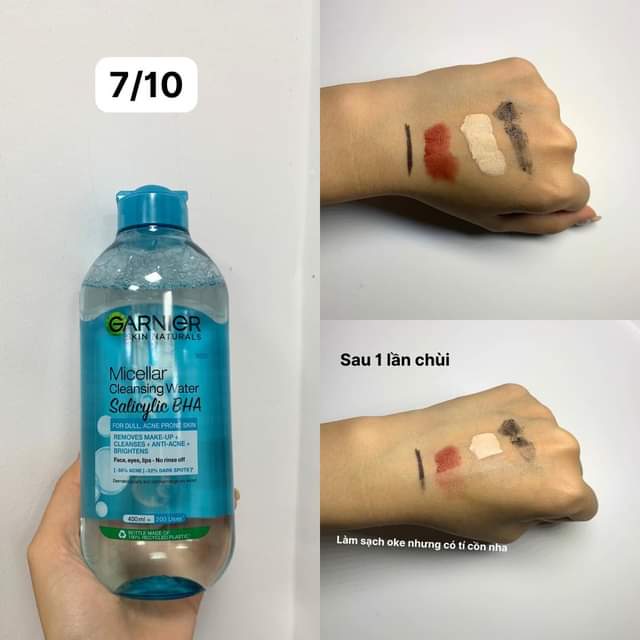 7/10
GARNIER
SKIN NATURALS
Micellar
Cleansing Water
Salicylic BHA
FOR DULL, ACNE PRONE SKIN
REMOVES MAKE-UP +
CLEANSES + ANTI-ACNE +
BRIGHTENS
Face, eyes, lips - No rinse off
400ml =
BOTTLE MADE OF
100% RECYCLED PLASTIC*
Sau 1 lần chùi
Làm sạch oke nhưng có tí cồn nha